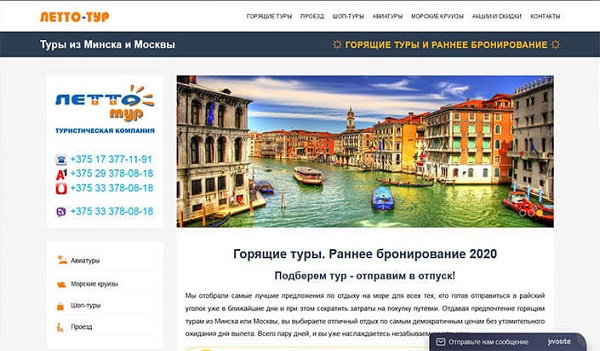 ЛЕТТО-ТУР
ГОРЯЩИЕ ТУРЫ ПРОЕЗД ШОП-ТУРЫ АВИАТУРЫ МОРСКИЕ КРУИЗЫ АКЦИИ И СКИДКИ КОНТАКТЫ
Туры из Минска и Москвы
ГОРЯЩИЕ ТУРЫ И РАННЕЕ БРОНИРОВАНИЕ
ЛЕТТО
тур
ТУРИСТИЧЕСКАЯ КОМПАНИЯ
+375 17 377-11-91
+375 29 378-08-18
+375 33 378-08-18
+375 33 378-08-18
Авиатуры
Морские круизы
Шоп-туры
Проезд
Горящие туры. Раннее бронирование 2020
Подберем тур - отправим в отпуск!
Мы отобрали самые лучшие предложения по отдыху на море для всех тех, кто готов отправиться в райский
уголок уже в ближайшие дни и при этом сократить затраты на покупку путевки. Отдавая предпочтение горящим
турам из Минска или Москвы, вы выбираете отличный отдых по самым демократичным ценам без утомительного
ожидания дня вылета. Всего пару дней, и вы уже наслаждаетесь
Отправьте нам сообщение jivosite